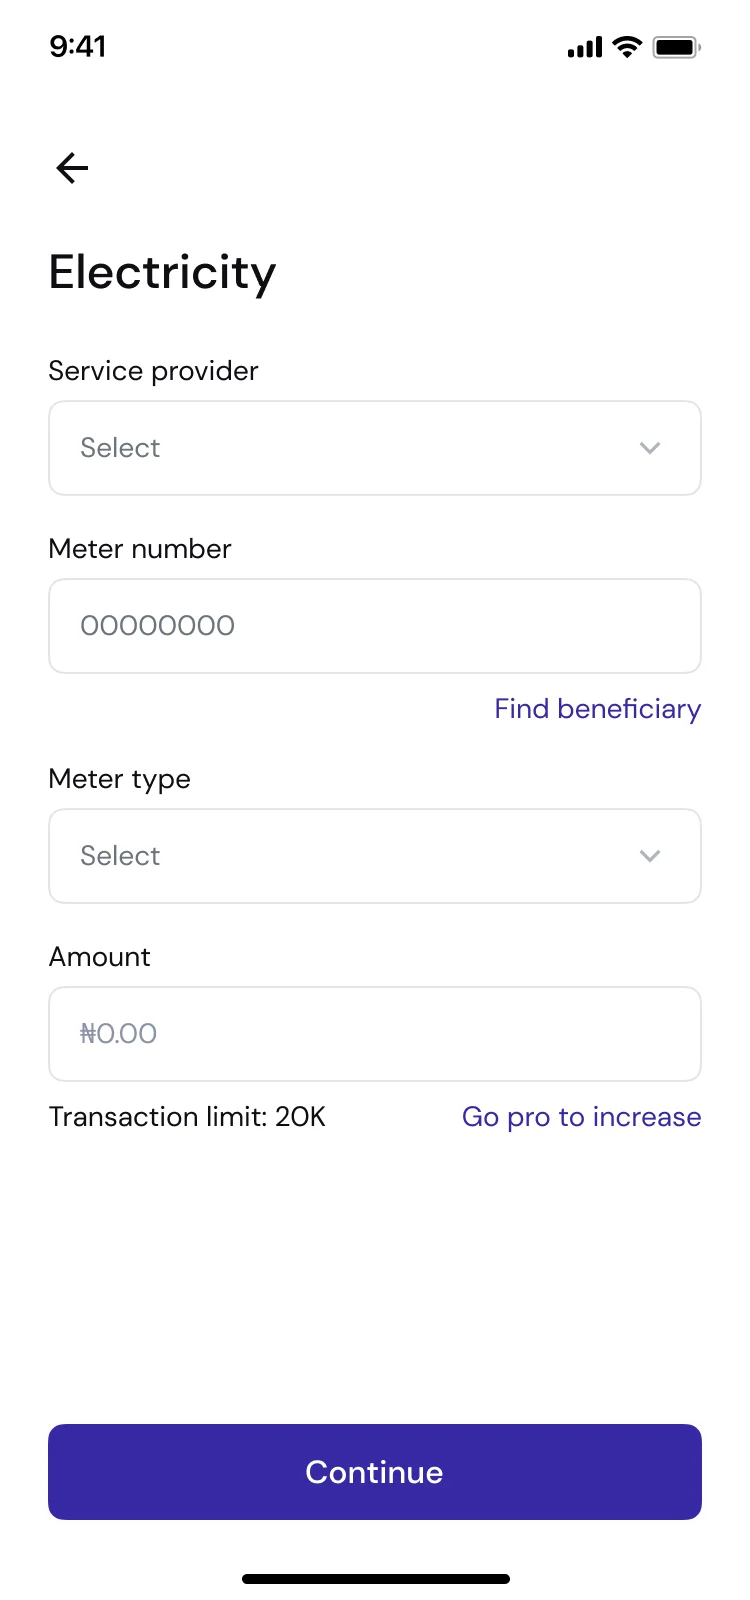 9:41
Electricity
Service provider
Select
Meter number
00000000
Find beneficiary
Meter type
Select
Amount
₦0.00
Transaction limit: 20K
Go pro to increase
Continue